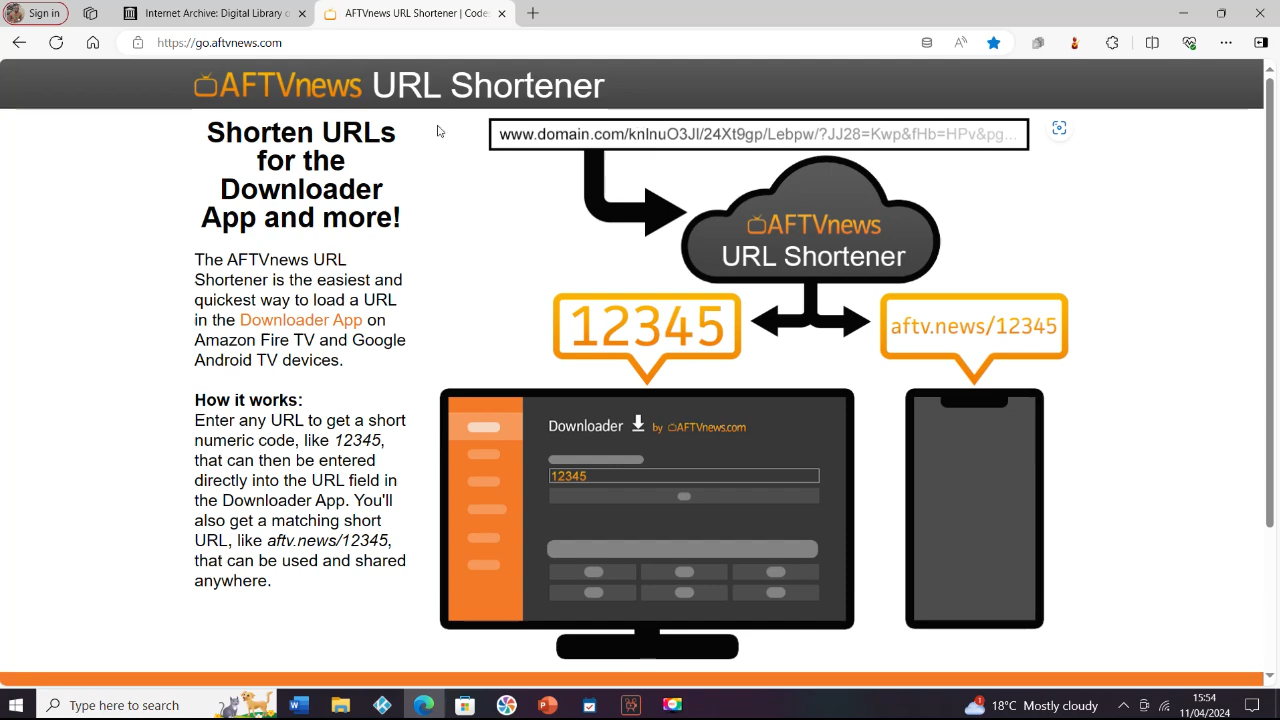 Sign in
Internet Archive: Digital Library o
AFTVnews URL Shortener | Code
https://go.aftvnews.com
AFTVnews URL Shortener
Shorten URLs
for the
Downloader
App and more!
The AFTVnews URL
Shortener is the easiest and
quickest way to load a URL
in the Downloader App on
Amazon Fire TV and Google
Android TV devices.
How it works:
Enter any URL to get a short
numeric code, like 12345,
that can then be entered
directly into the URL field in
the Downloader App. You'll
also get a matching short
URL, like aftv.news/12345,
that can be used and shared
anywhere.
www.domain.com/knlnuO3Jl/24Xt9gp/Lebpw/?JJ28=Kwp&fHb=HPv&pg...
AFTVnews
URL Shortener
12345
aftv.news/12345
Downloader by AFTVnews.com
12345
Type here to search
18°C Mostly cloudy
15:54
11/04/2024